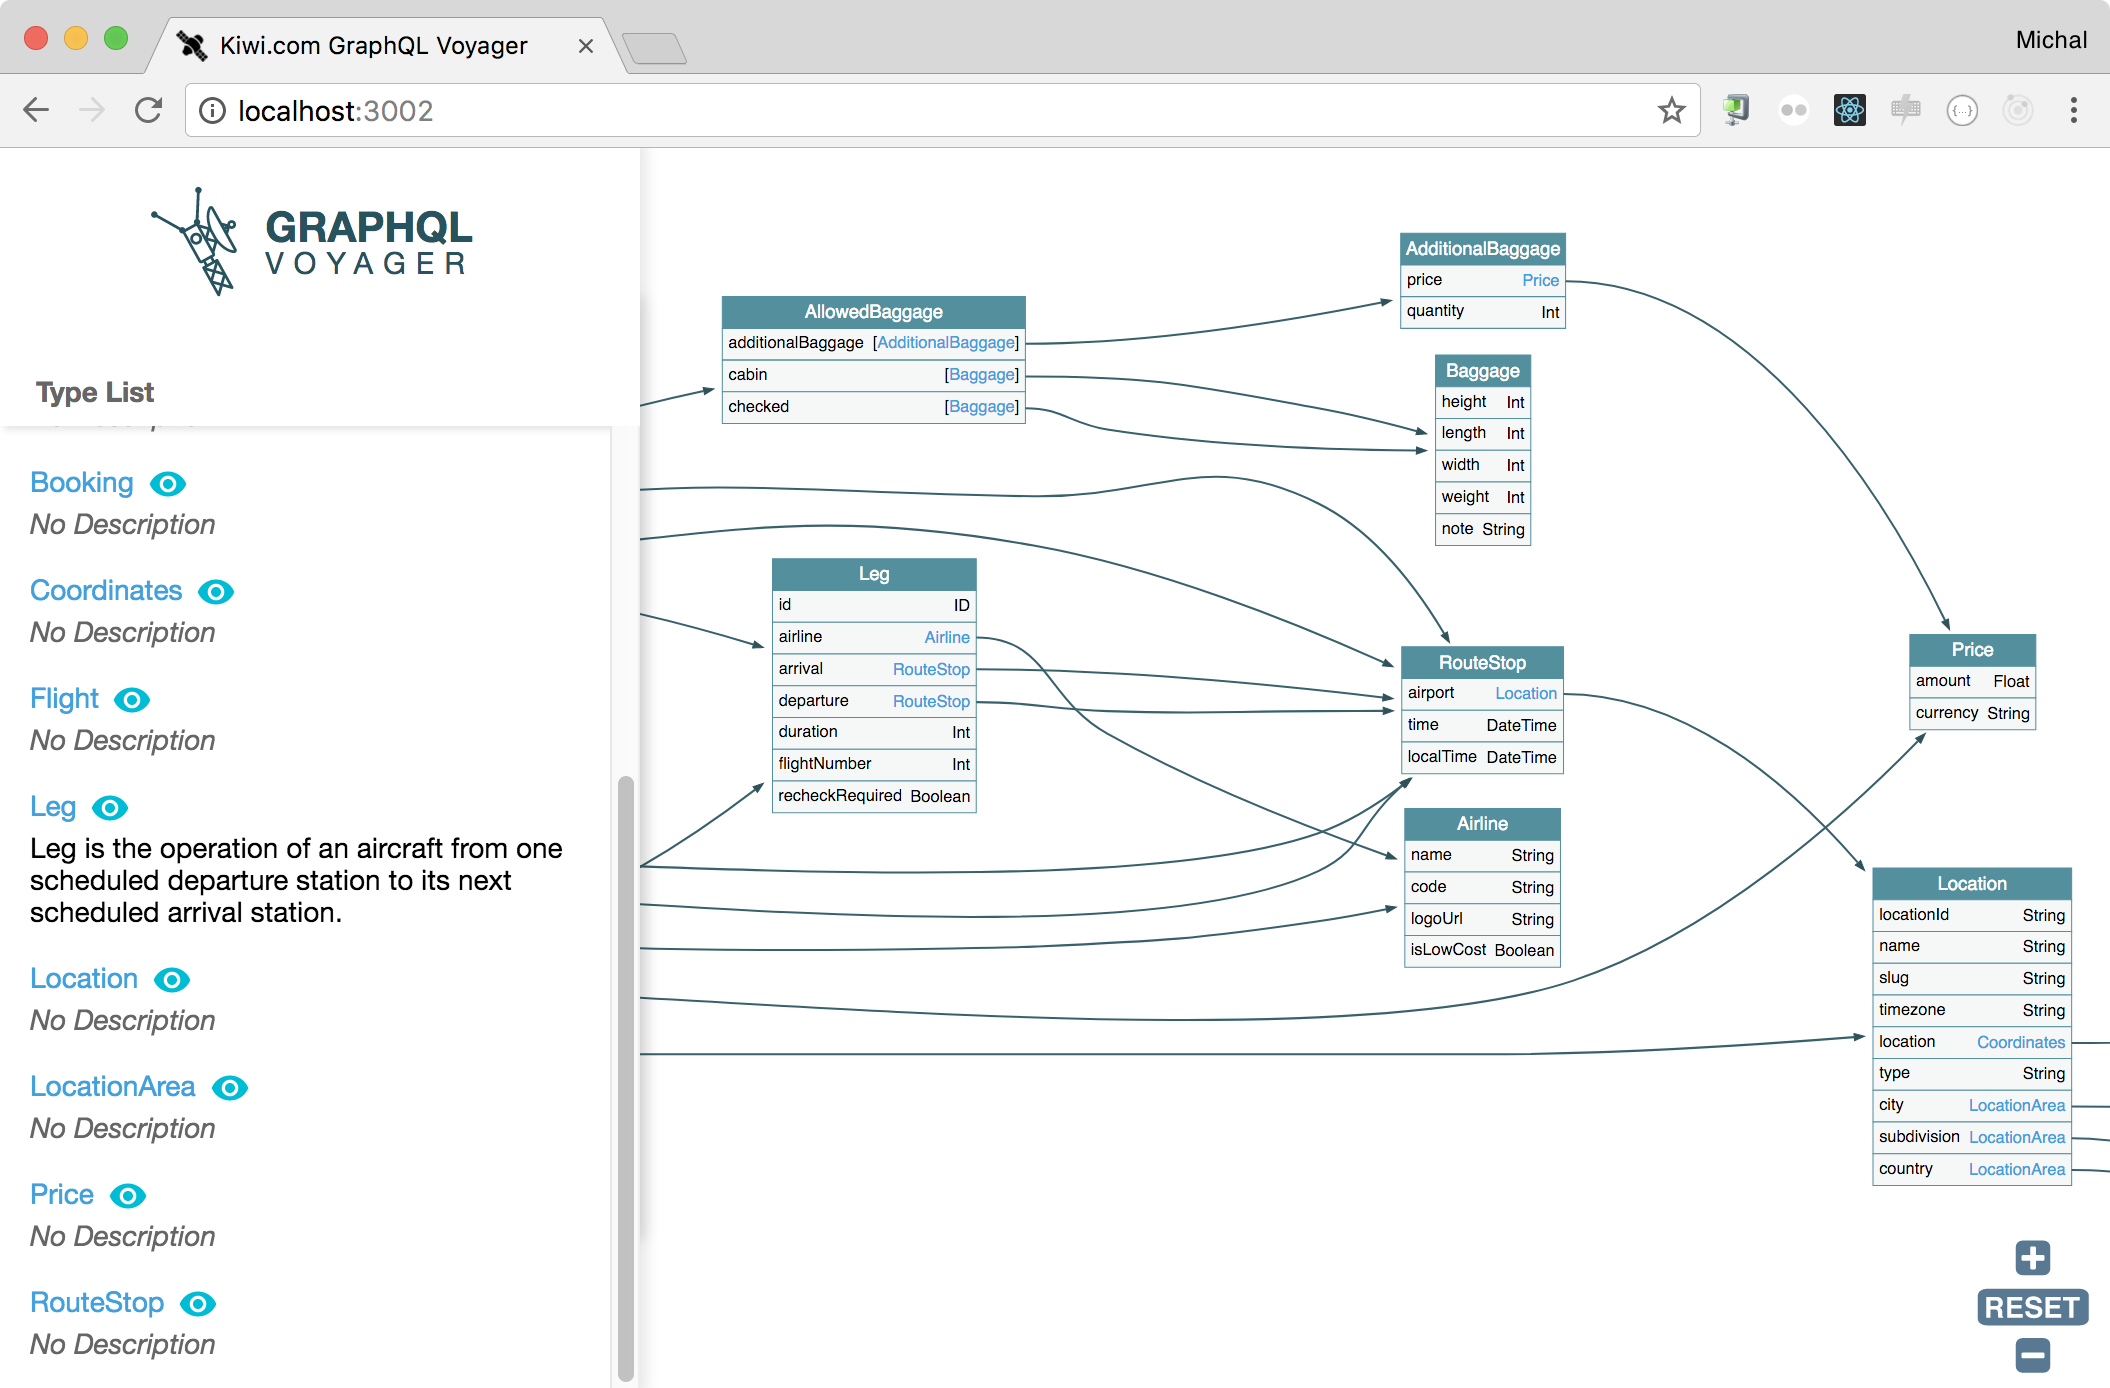 Kiwi.com GraphQL Voyager
Michal
localhost:3002
GRAPHQL
VOYAGER
Type List
Booking
No Description
Coordinates
No Description
Flight
No Description
Leg
Leg is the operation of an aircraft from one
scheduled departure station to its next
scheduled arrival station.
Location
No Description
LocationArea
No Description
Price
No Description
RouteStop
No Description
AllowedBaggage
additionalBaggage [AdditionalBaggage]
cabin [Baggage]
checked [Baggage]
Leg
id ID
airline Airline
arrival RouteStop
departure RouteStop
duration Int
flightNumber Int
recheckRequired Boolean
AdditionalBaggage
price Price
quantity Int
Baggage
height Int
length Int
width Int
weight Int
note String
RouteStop
airport Location
time DateTime
localTime DateTime
Airline
name String
code String
logoUrl String
isLowCost Boolean
Price
amount Float
currency String
Location
locationId String
name String
slug String
timezone String
location Coordinates
type String
city LocationArea
subdivision LocationArea
country LocationArea
RESET